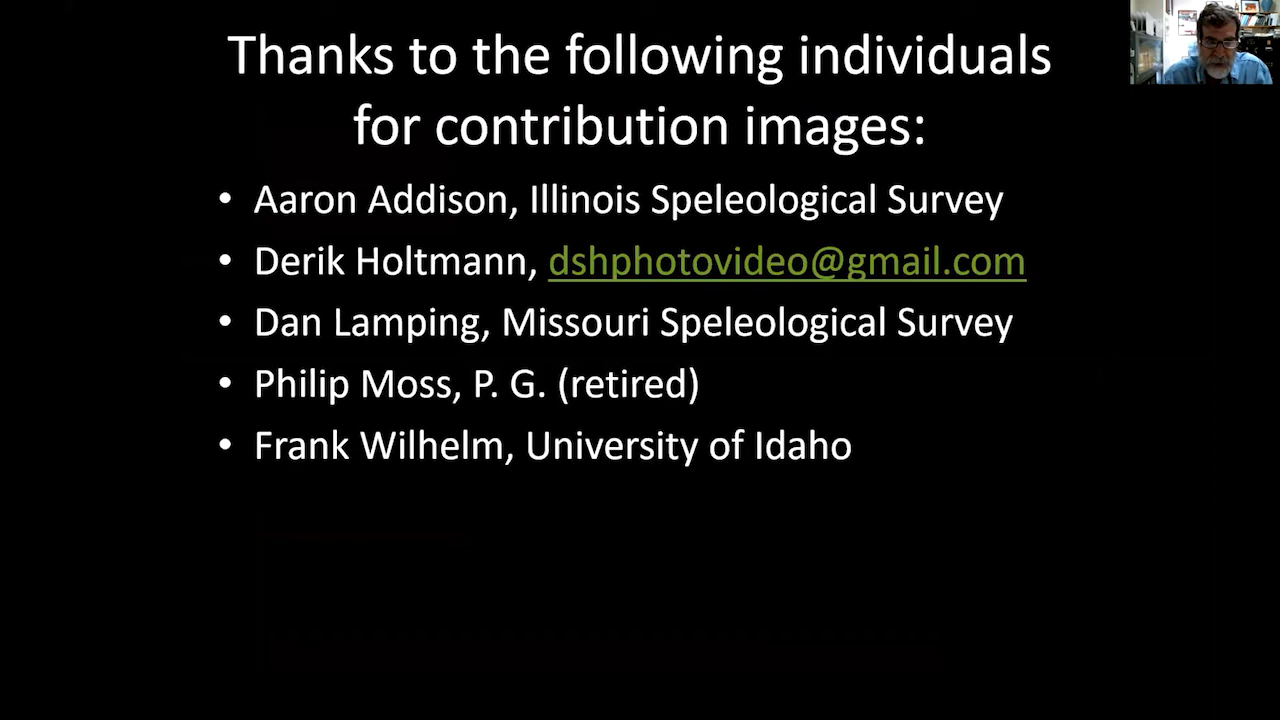 Thanks to the following individuals
for contribution images:
• Aaron Addison, Illinois Speleological Survey
• Derik Holtmann, dshphotovideo@gmail.com
• Dan Lamping, Missouri Speleological Survey
• Philip Moss, P. G. (retired)
• Frank Wilhelm, University of Idaho